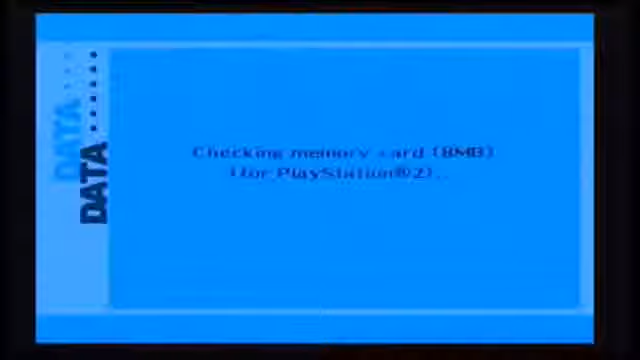 DATA......
DATA......
Checking memory card (8MB)
(for PlayStation®2)...